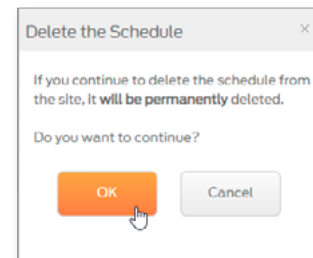 Delete the Schedule
If you continue to delete the schedule from
the site, it will be permanently deleted.
Do you want to continue?
OK
Cancel